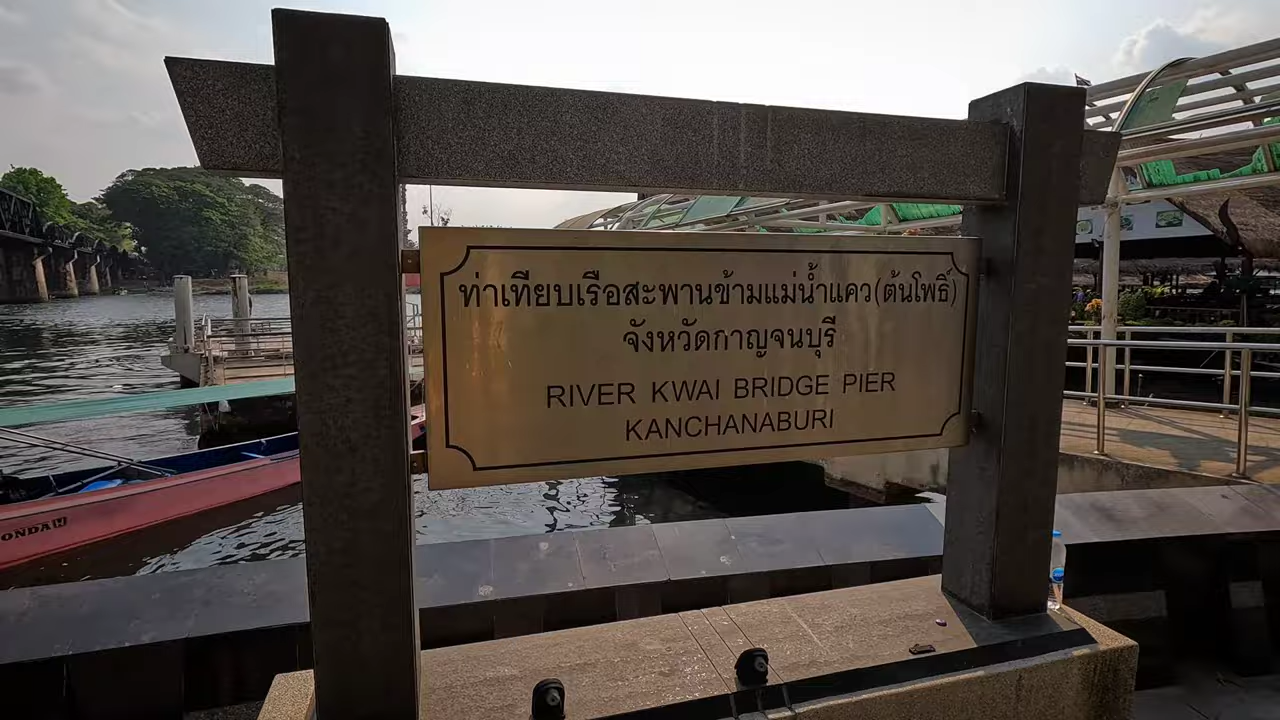 ท่าเทียบเรือสะพานข้ามแม่น้ำแคว(ต้นโพธิ์)
จังหวัดกาญจนบุรี
RIVER KWAI BRIDGE PIER
KANCHANABURI
ONDA